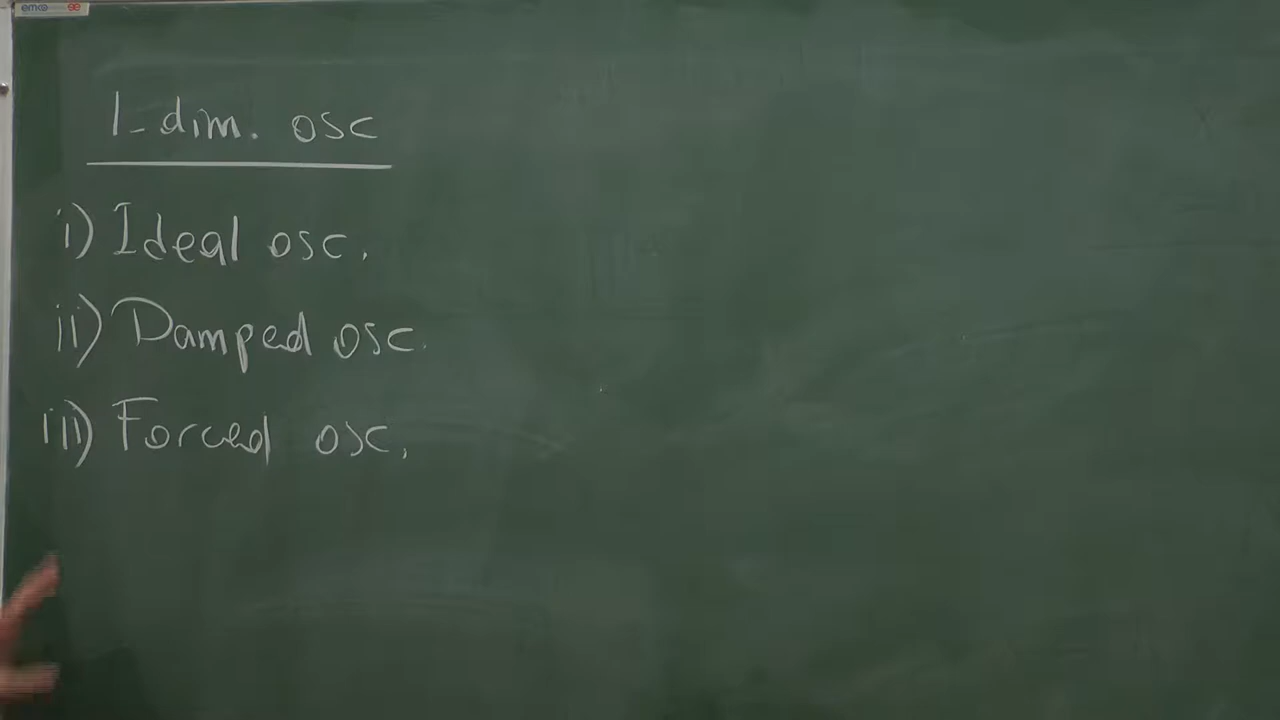 1-dim. osc
i) Ideal osc.
ii) Damped osc.
iii) Forced osc.